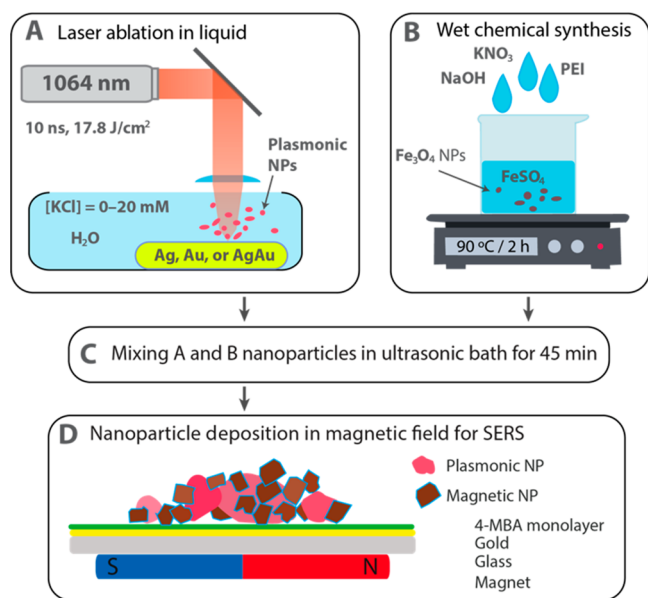 A Laser ablation in liquid
1064 nm
10 ns, 17.8 J/cm²
Plasmonic
NPs
[KCl] = 0–20 mM
H₂O
Ag, Au, or AgAu
B Wet chemical synthesis
KNO₃
NaOH
PEI
Fe₃O₄ NPs
FeSO₄
90 ºC / 2 h
C Mixing A and B nanoparticles in ultrasonic bath for 45 min
D Nanoparticle deposition in magnetic field for SERS
Plasmonic NP
Magnetic NP
4-MBA monolayer
Gold
Glass
Magnet
S N